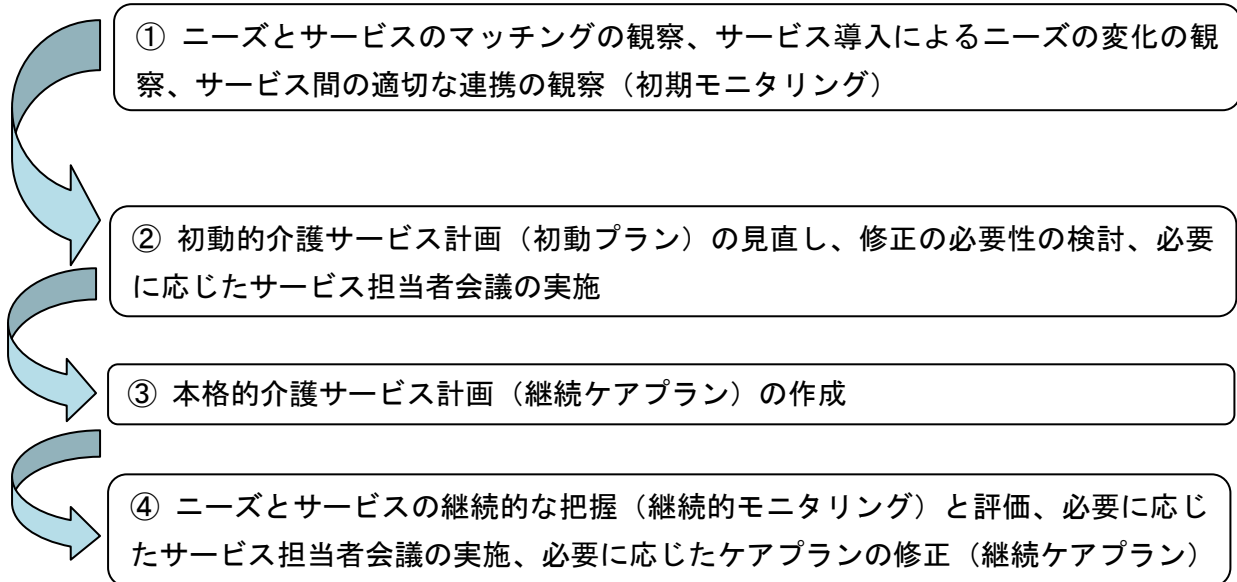 ① ニーズとサービスのマッチングの観察、サービス導入によるニーズの変化の観
察、サービス間の適切な連携の観察（初期モニタリング）
② 初動的介護サービス計画（初動プラン）の見直し、修正の必要性の検討、必要
に応じたサービス担当者会議の実施
③ 本格的介護サービス計画（継続ケアプラン）の作成
④ ニーズとサービスの継続的な把握（継続的モニタリング）と評価、必要に応じ
たサービス担当者会議の実施、必要に応じたケアプランの修正（継続ケアプラン）